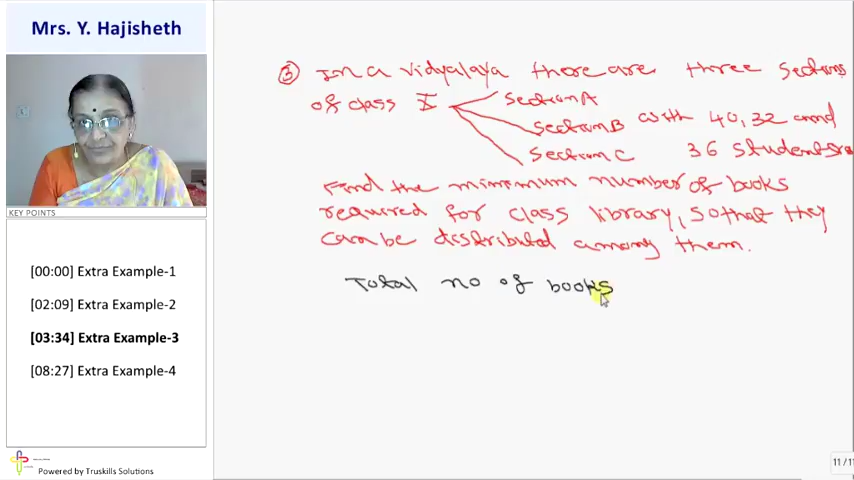 Mrs. Y. Hajisheth
KEY POINTS
[00:00] Extra Example-1
[02:09] Extra Example-2
[03:34] Extra Example-3
[08:27] Extra Example-4
Powered by Truskills Solutions
③ In a vidyalaya there are three sections
of class X Section A
Section B with 40, 32 and
Section C 36 students
Find the minimum number of books
required for class library, so that they
can be distributed among them.
Total no of books
11/11